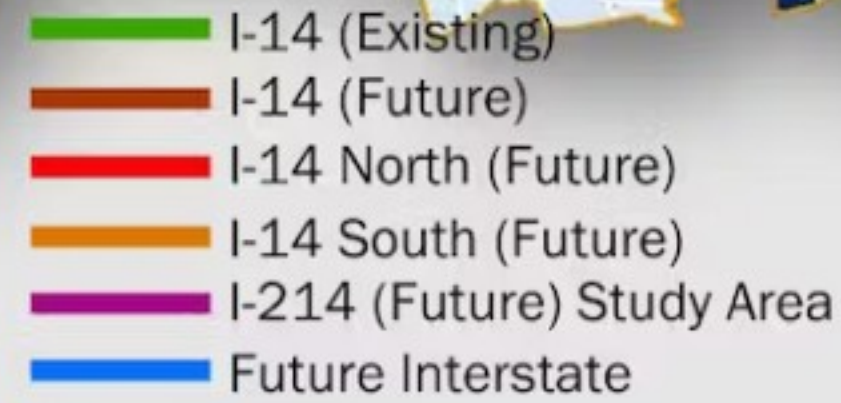 I-14 (Existing)
I-14 (Future)
I-14 North (Future)
I-14 South (Future)
I-214 (Future) Study Area
Future Interstate